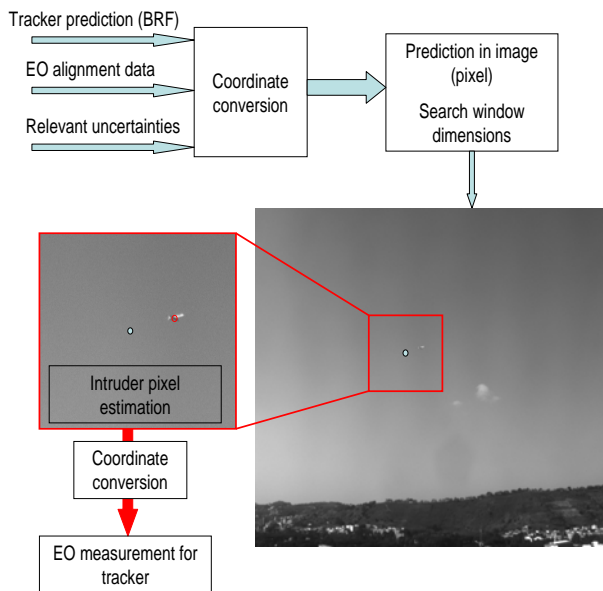 Tracker prediction (BRF)
EO alignment data
Relevant uncertainties
Coordinate
conversion
Prediction in image
(pixel)
Search window
dimensions
Intruder pixel
estimation
Coordinate
conversion
EO measurement for
tracker